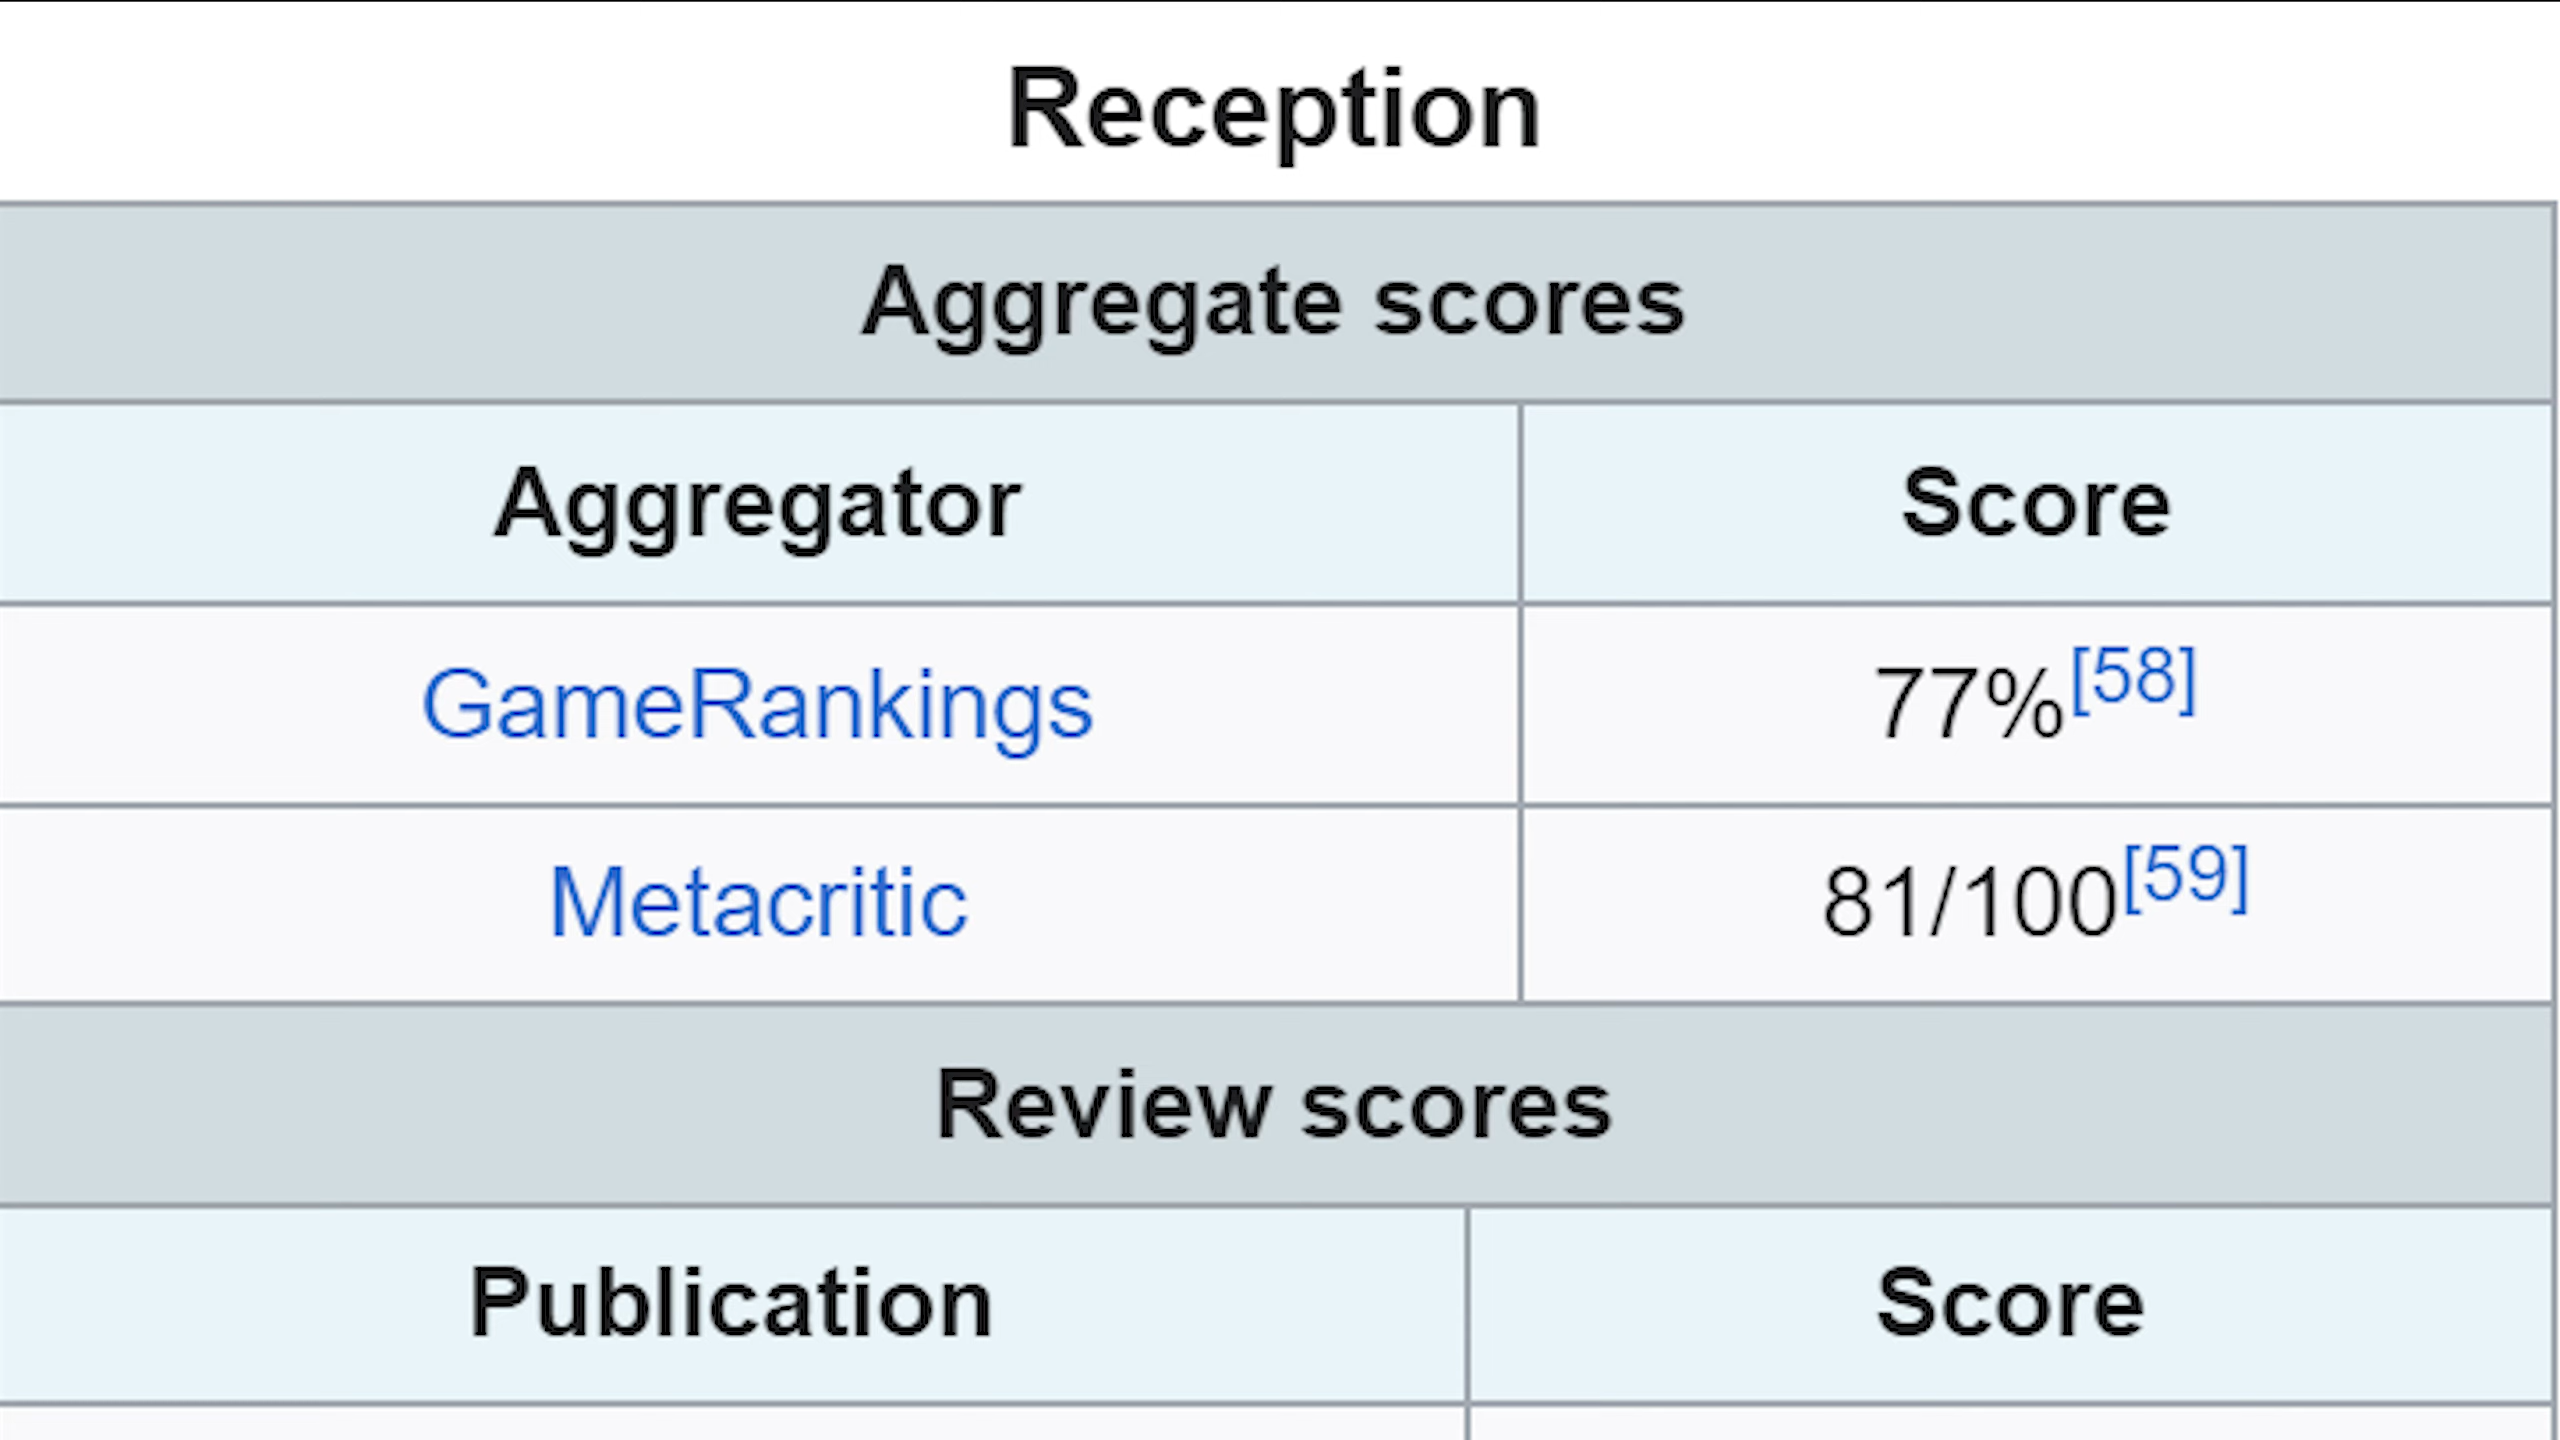 Reception
Aggregate scores
Aggregator Score
GameRankings 77%[58]
Metacritic 81/100[59]
Review scores
Publication Score